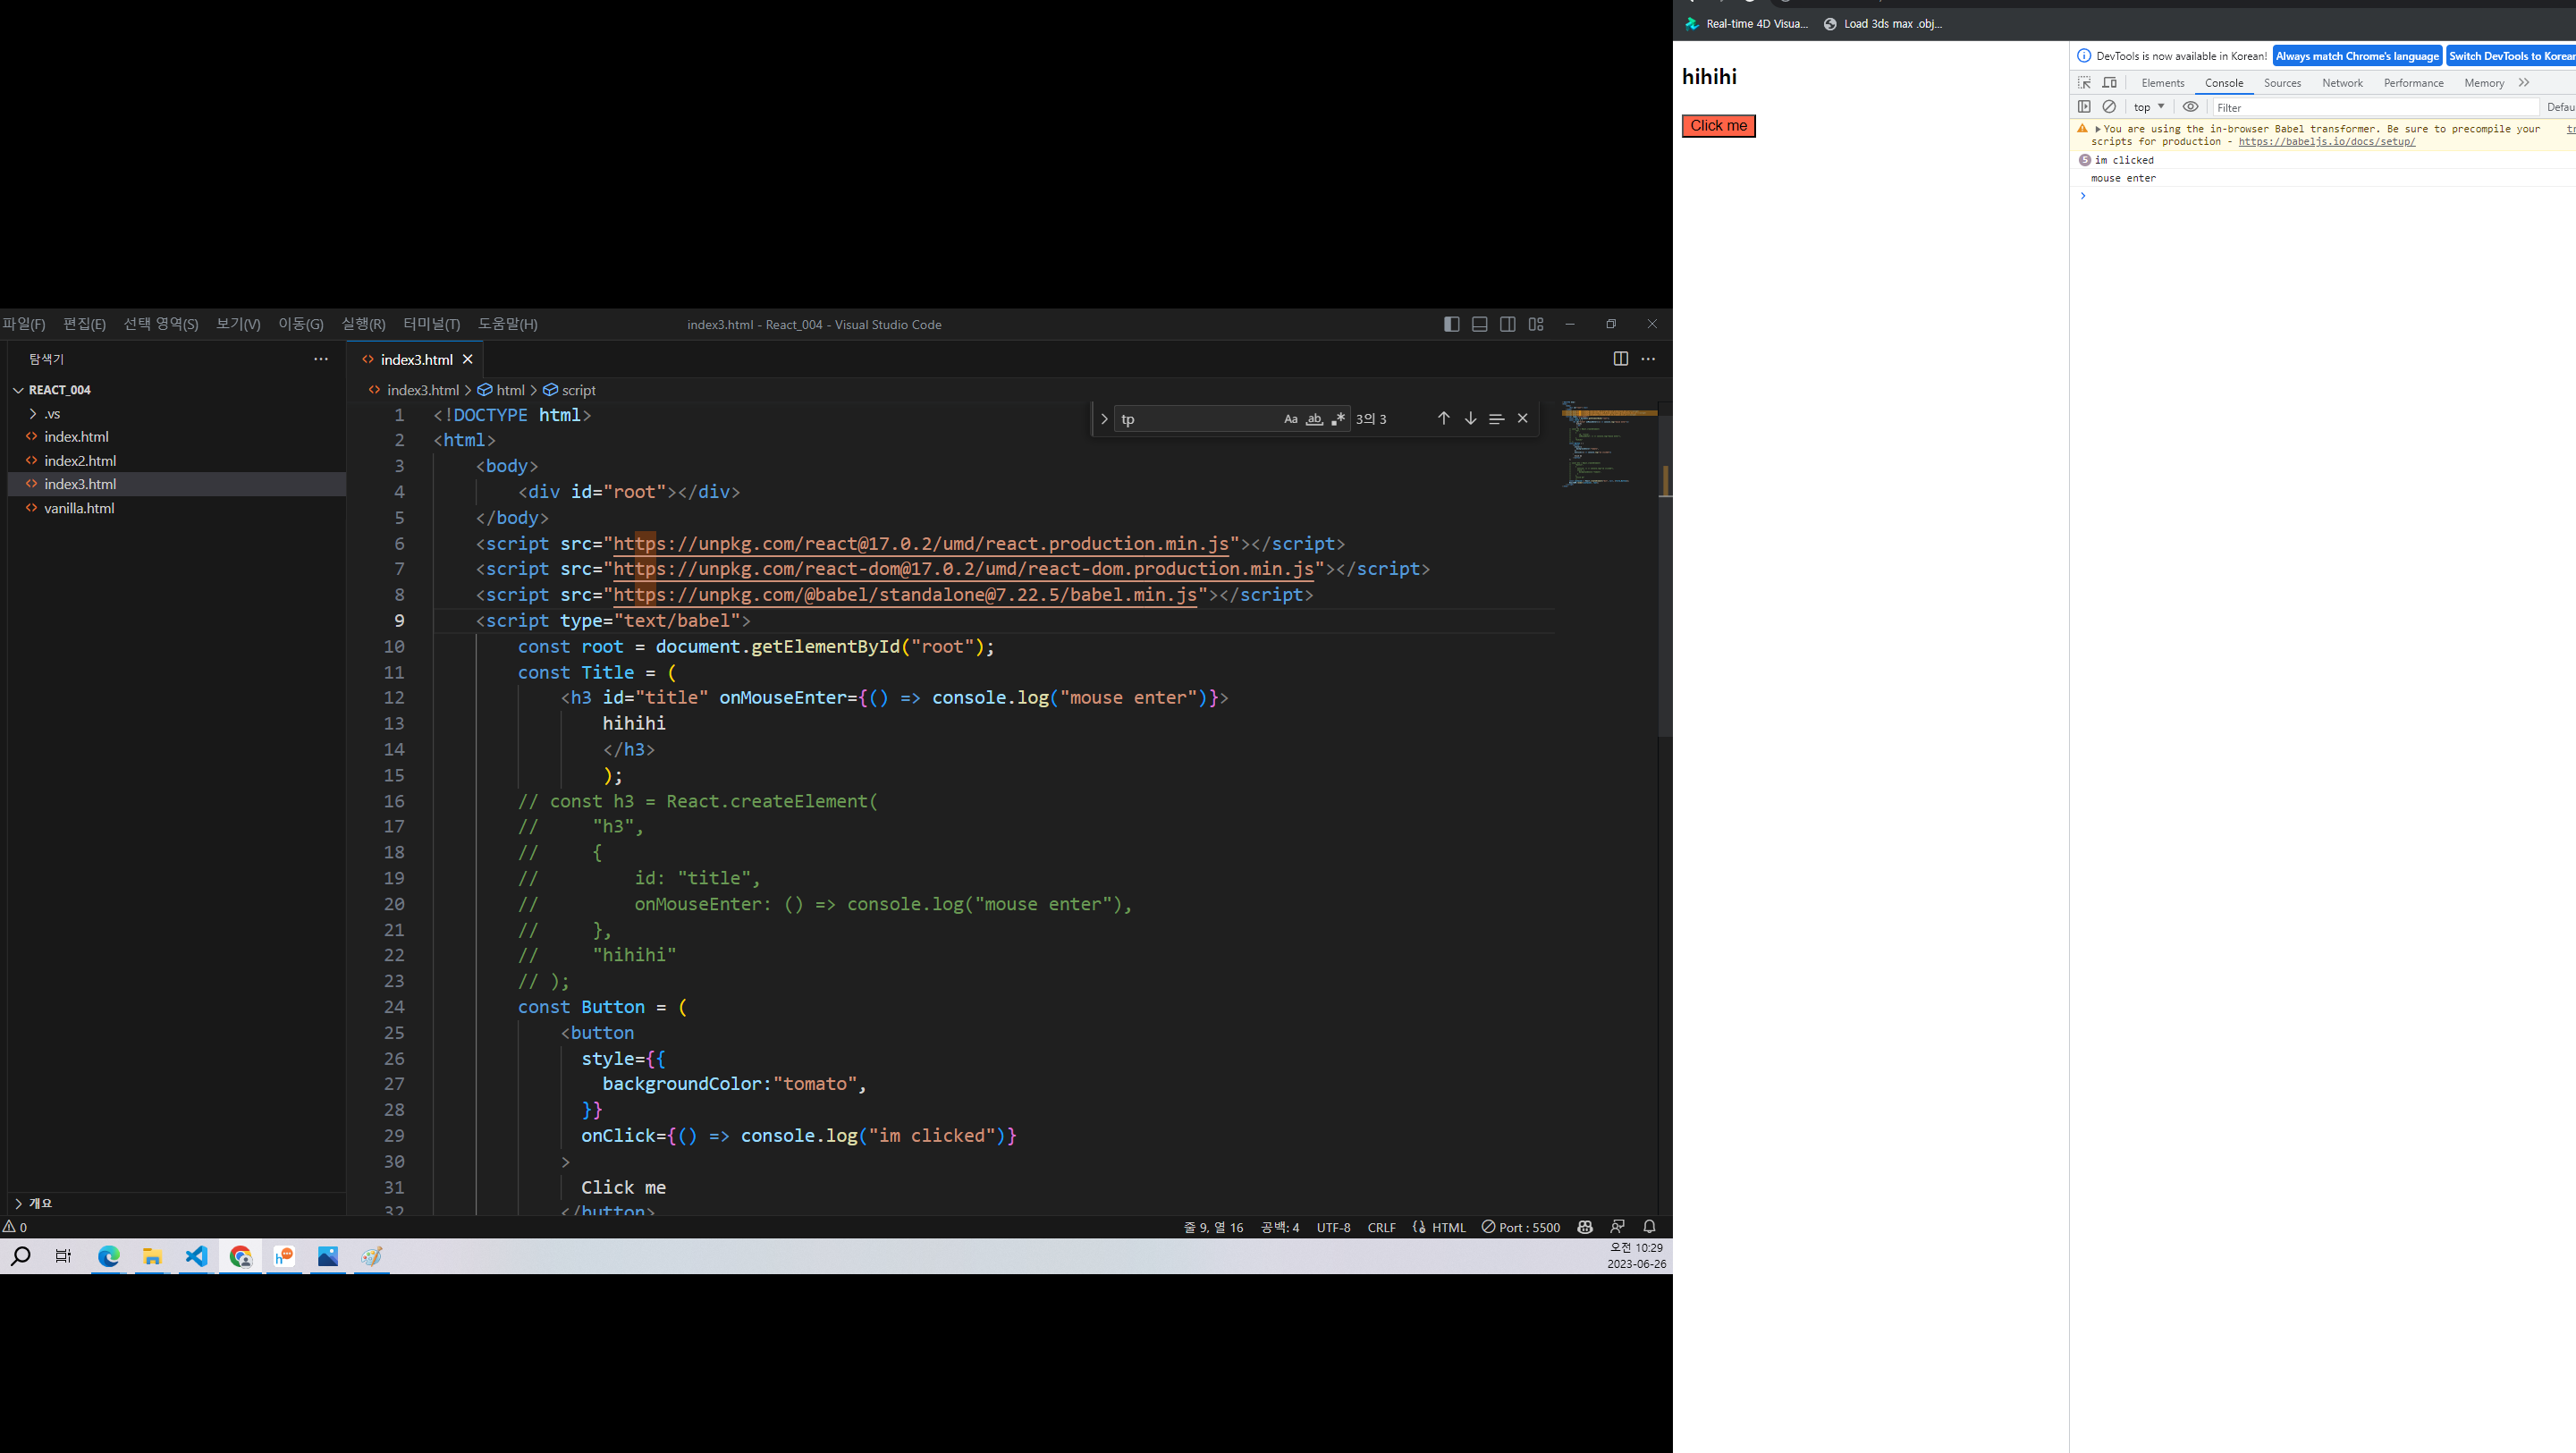 파일(F) 편집(E) 선택 영역(S) 보기(V) 이동(G) 실행(R) 터미널(T) 도움말(H) index3.html - React_004 - Visual Studio Code
탐색기
REACT_004
.vs
index.html
index2.html
index3.html
vanilla.html
개요
index3.html
index3.html > html > script
tp 3의 3
1 <!DOCTYPE html>
2 <html>
3 <body>
4 <div id="root"></div>
5 </body>
6 <script src="https://unpkg.com/react@17.0.2/umd/react.production.min.js"></script>
7 <script src="https://unpkg.com/react-dom@17.0.2/umd/react-dom.production.min.js"></script>
8 <script src="https://unpkg.com/@babel/standalone@7.22.5/babel.min.js"></script>
9 <script type="text/babel">
10 const root = document.getElementById("root");
11 const Title = (
12 <h3 id="title" onMouseEnter={() => console.log("mouse enter")}>
13 hihihi
14 </h3>
15 );
16 // const h3 = React.createElement(
17 // "h3",
18 // {
19 // id: "title",
20 // onMouseEnter: () => console.log("mouse enter"),
21 // },
22 // "hihihi"
23 // );
24 const Button = (
25 <button
26 style={{
27 backgroundColor:"tomato",
28 }}
29 onClick={() => console.log("im clicked")}
30 >
31 Click me
32 </button>
0 줄 9, 열 16 공백: 4 UTF-8 CRLF HTML Port : 5500
오전 10:29
2023-06-26
Real-time 4D Visua... Load 3ds max .obj...
hihihi
Click me
DevTools is now available in Korean! Always match Chrome's language Switch DevTools to Korean
Elements Console Sources Network Performance Memory
top Filter Defau
You are using the in-browser Babel transformer. Be sure to precompile your tr
scripts for production - https://babeljs.io/docs/setup/
5 im clicked
mouse enter